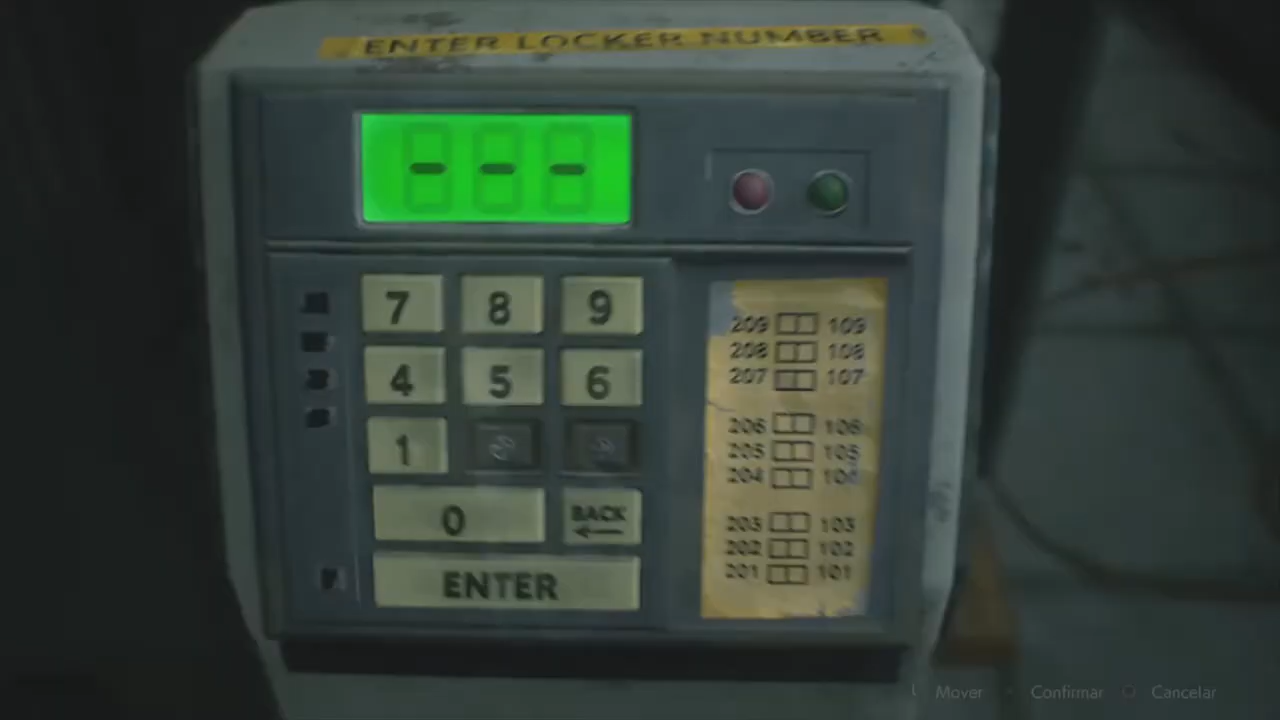 ENTER LOCKER NUMBER
7 8 9
4 5 6
1
0 BACK
ENTER
209 109
208 108
207 107
206 106
205 105
204 104
203 103
202 102
201 101
Mover Confirmar Cancelar